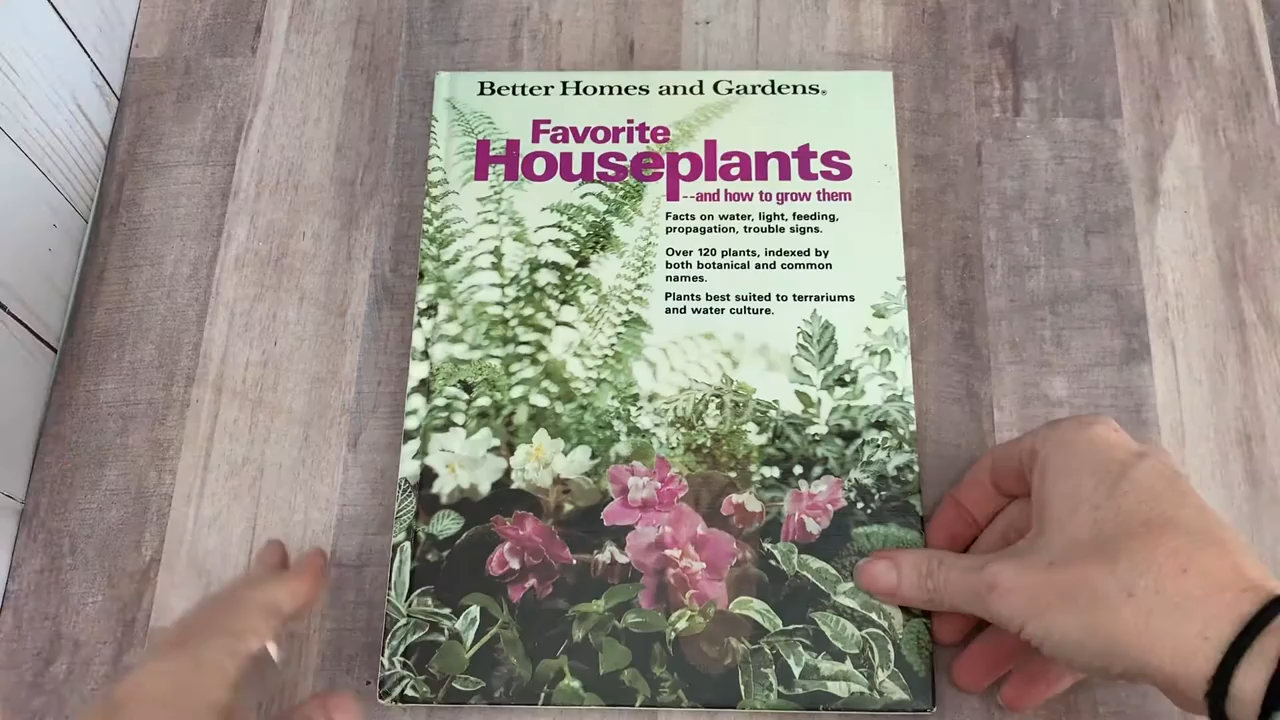 Better Homes and Gardens®
Favorite
Houseplants
--and how to grow them
Facts on water, light, feeding,
propagation, trouble signs.
Over 120 plants, indexed by
both botanical and common
names.
Plants best suited to terrariums
and water culture.